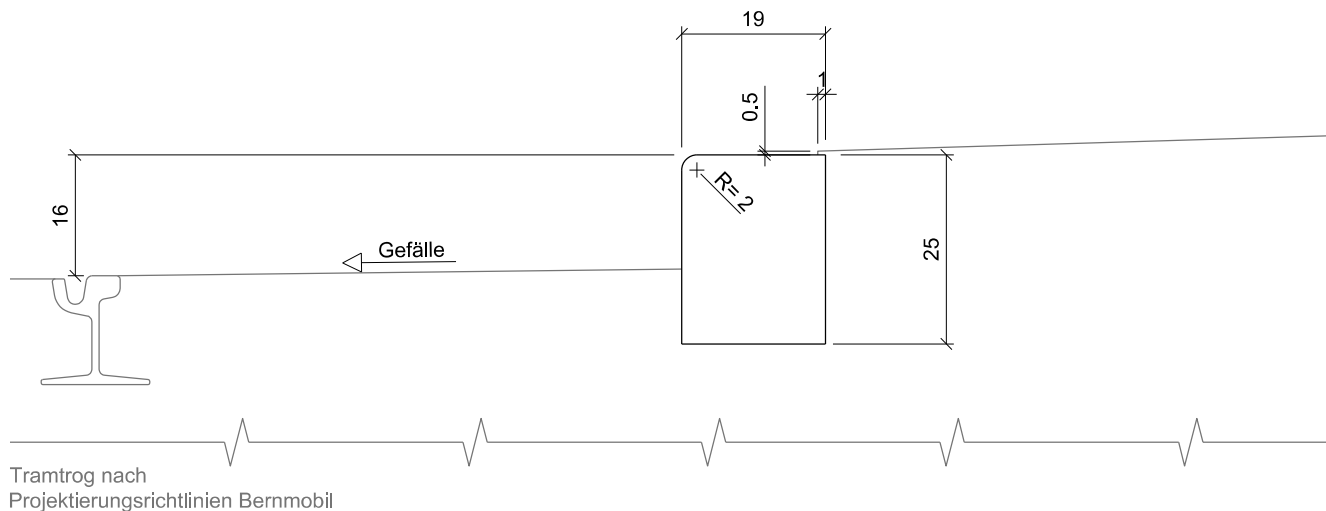 19
1
0.5
16
R= 2
Gefälle
25
Tramtrog nach
Projektierungsrichtlinien Bernmobil